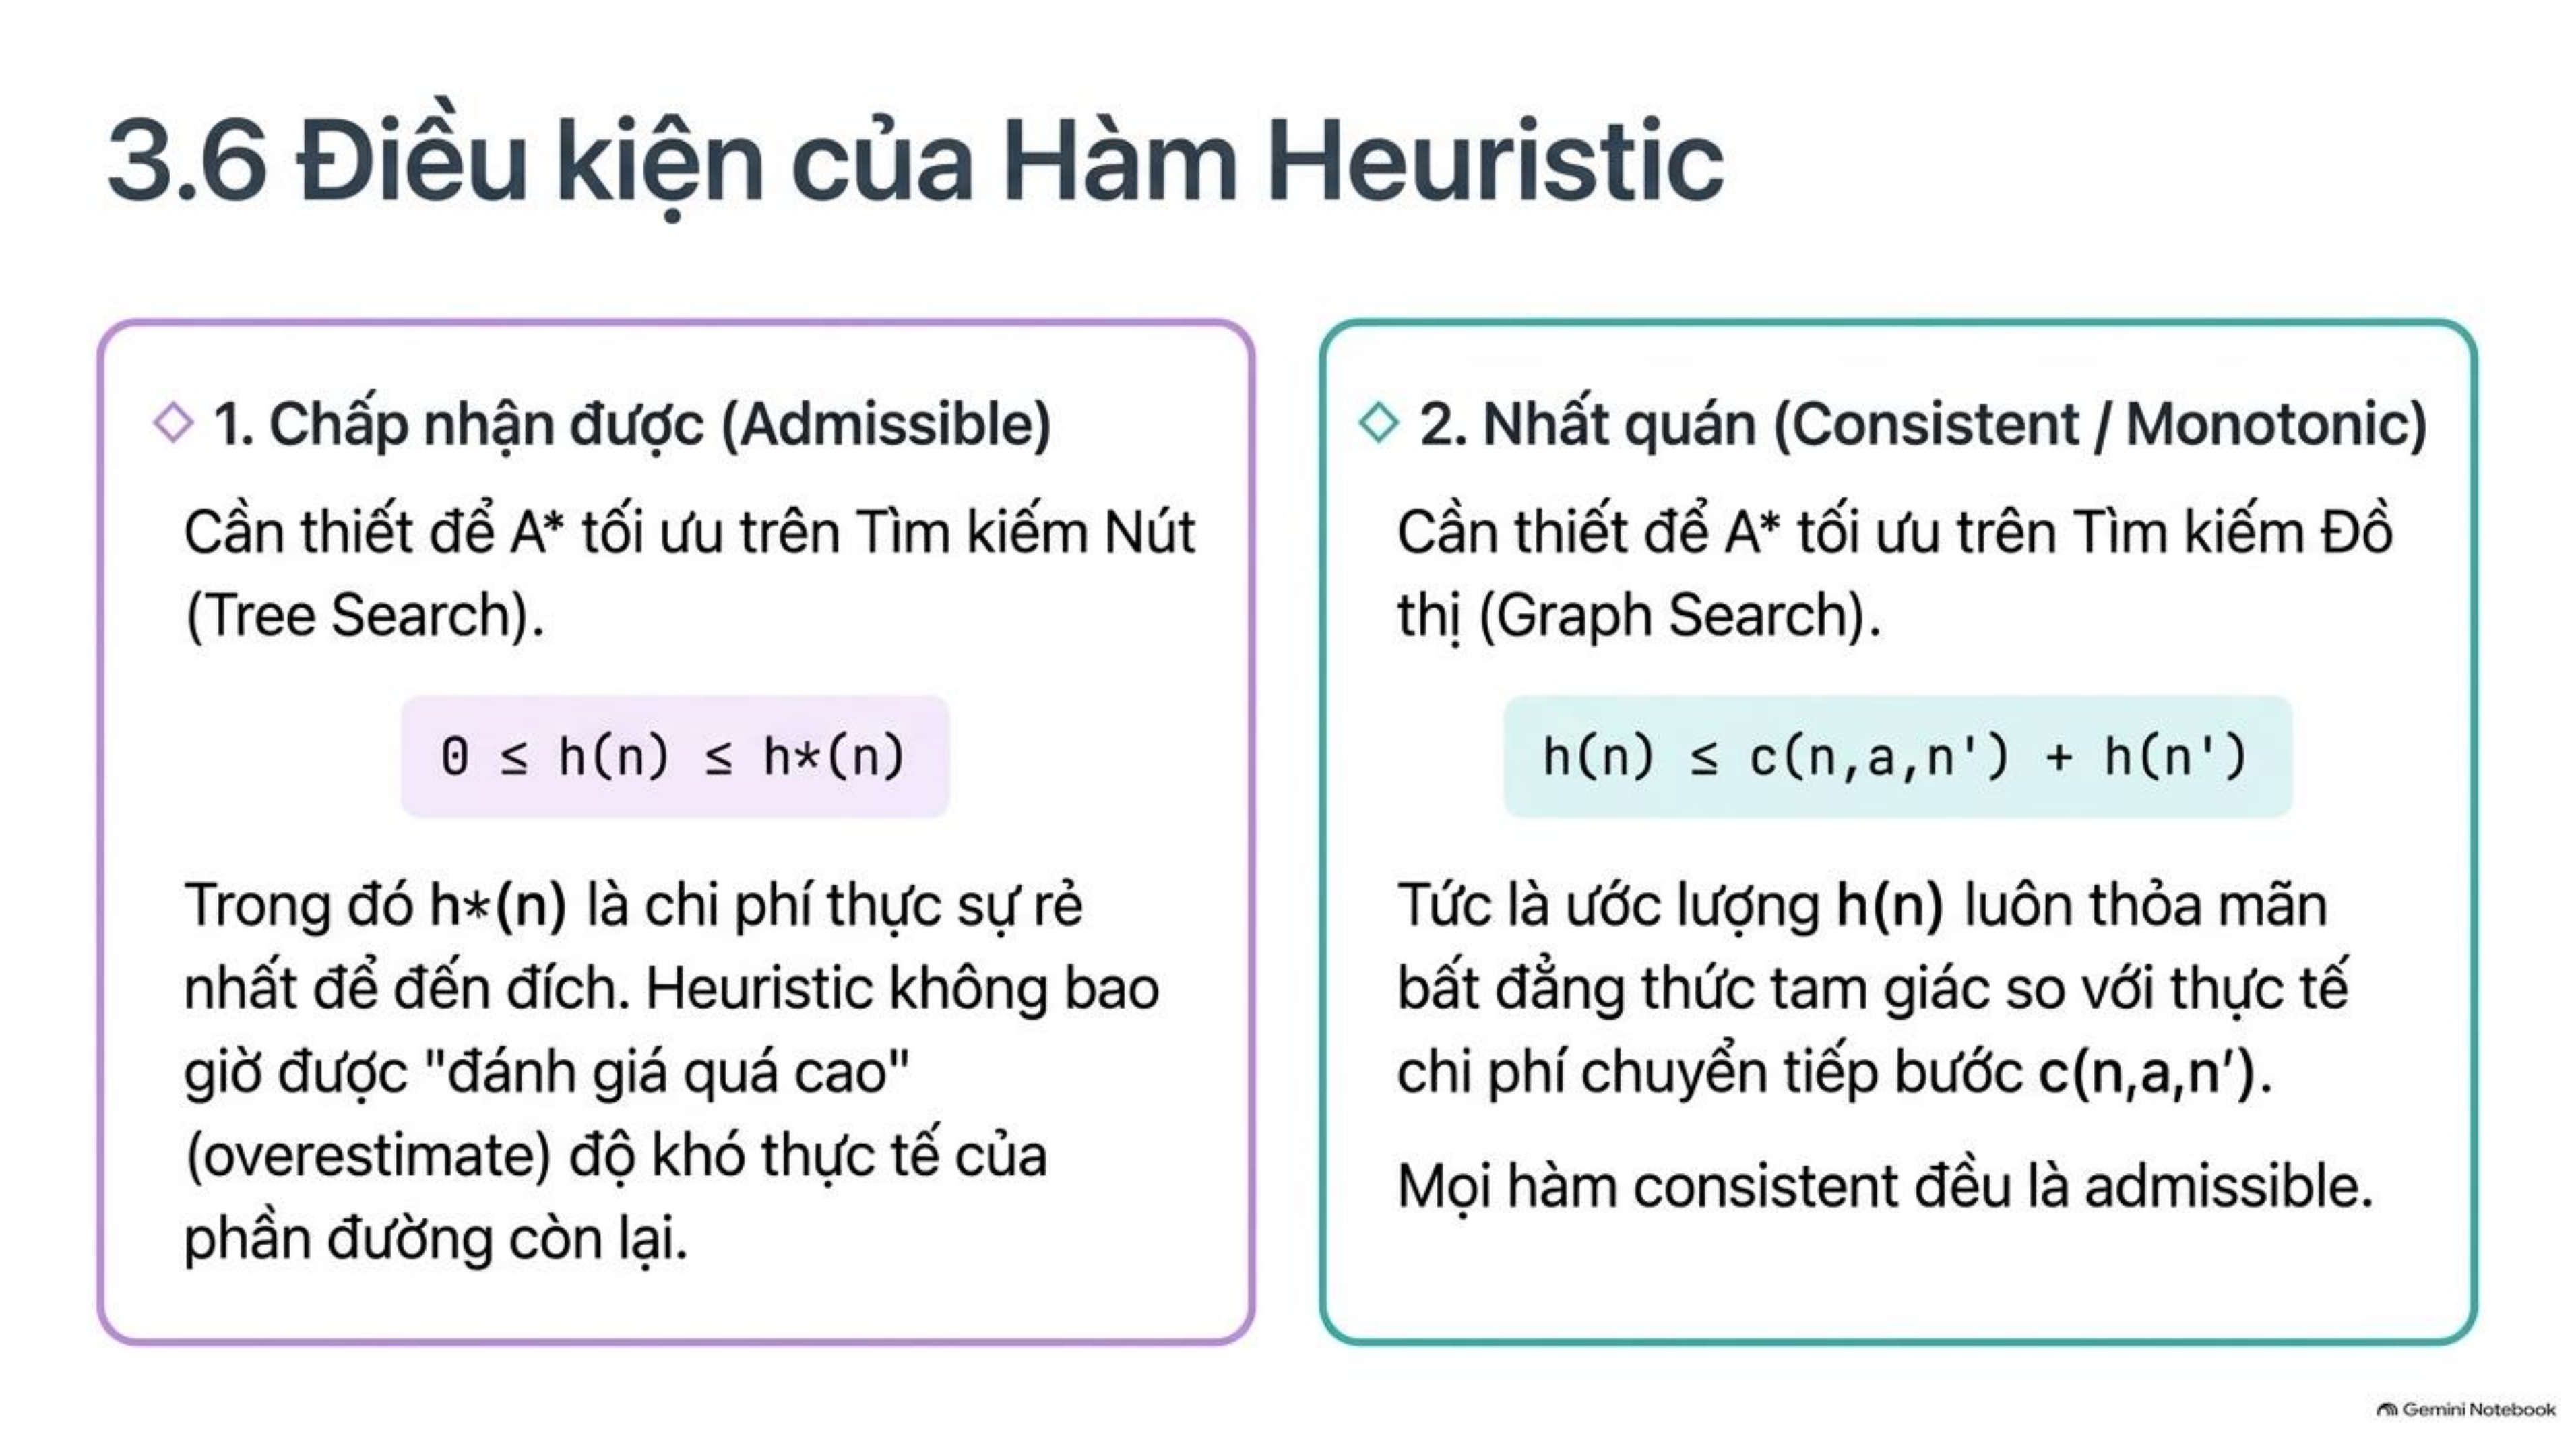 3.6 Điều kiện của Hàm Heuristic
1. Chấp nhận được (Admissible)
Cần thiết để A* tối ưu trên Tìm kiếm Nút
(Tree Search).
0 ≤ h(n) ≤ h*(n)
Trong đó h*(n) là chi phí thực sự rẻ
nhất để đến đích. Heuristic không bao
giờ được "đánh giá quá cao"
(overestimate) độ khó thực tế của
phần đường còn lại.
2. Nhất quán (Consistent / Monotonic)
Cần thiết để A* tối ưu trên Tìm kiếm Đồ
thị (Graph Search).
h(n) ≤ c(n,a,n') + h(n')
Tức là ước lượng h(n) luôn thỏa mãn
bất đẳng thức tam giác so với thực tế
chi phí chuyển tiếp bước c(n,a,n').
Mọi hàm consistent đều là admissible.
Gemini Notebook